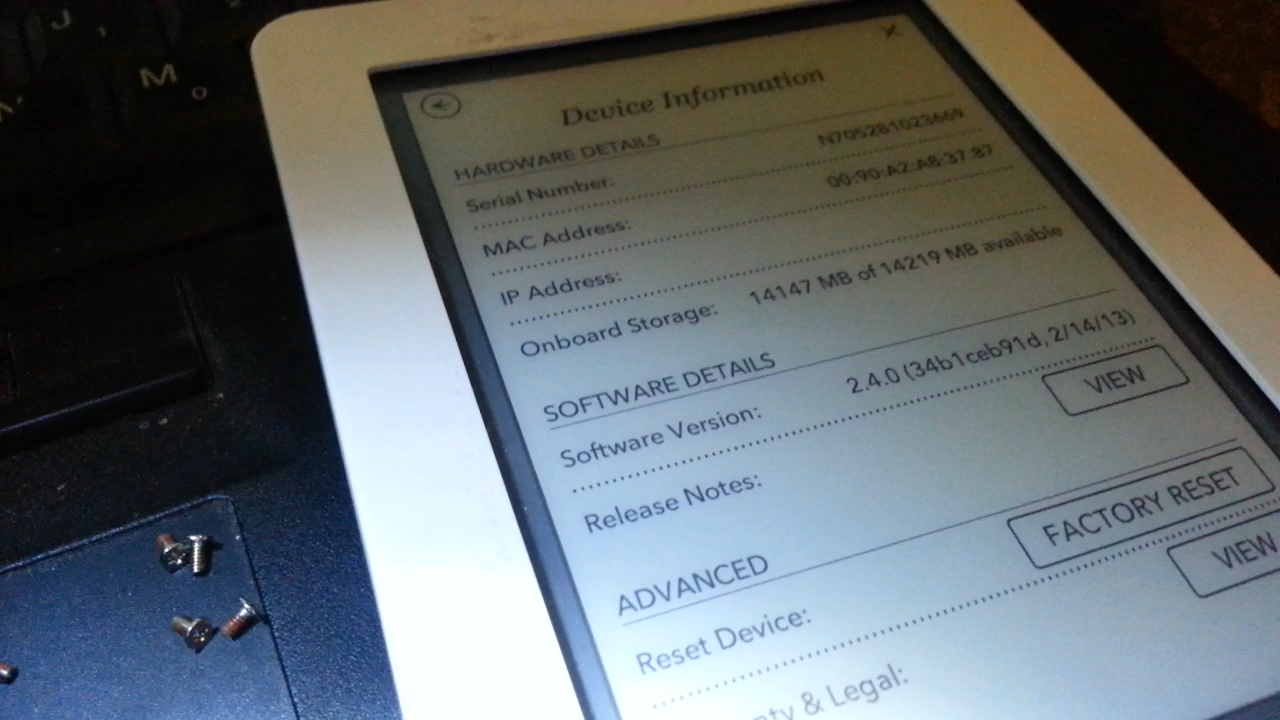 J
M
Device Information
HARDWARE DETAILS
Serial Number: N705281023669
MAC Address: 00:90:A2:A8:37:87
IP Address:
Onboard Storage: 14147 MB of 14219 MB available
SOFTWARE DETAILS
Software Version: 2.4.0 (34b1ceb91d, 2/14/13)
Release Notes: VIEW
ADVANCED
Reset Device: FACTORY RESET
& Legal: VIEW